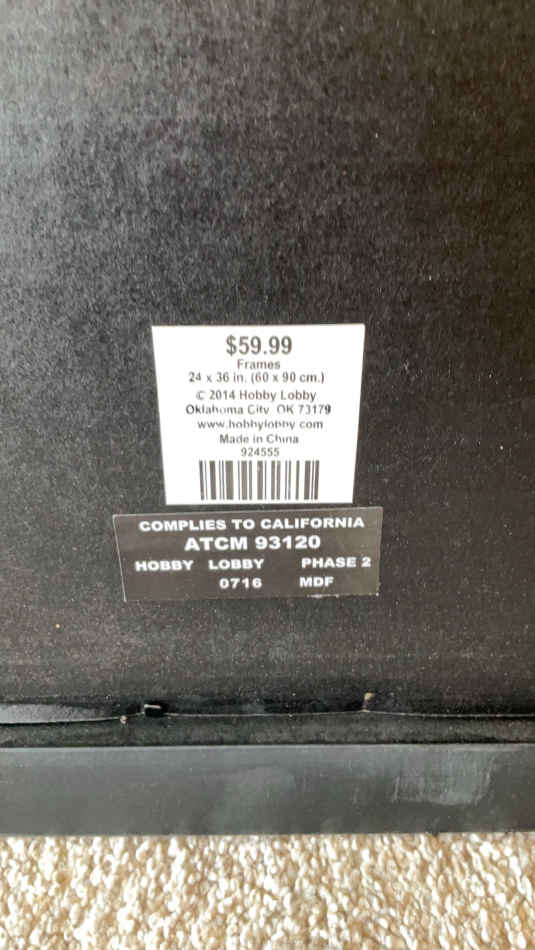 $59.99
Frames
24 x 36 in. (60 x 90 cm.)
© 2014 Hobby Lobby
Oklahoma City OK 73179
www.hobbylobby com
Made in China
924555
COMPLIES TO CALIFORNIA
ATCM 93120
HOBBY LOBBY PHASE 2
0716 MDF